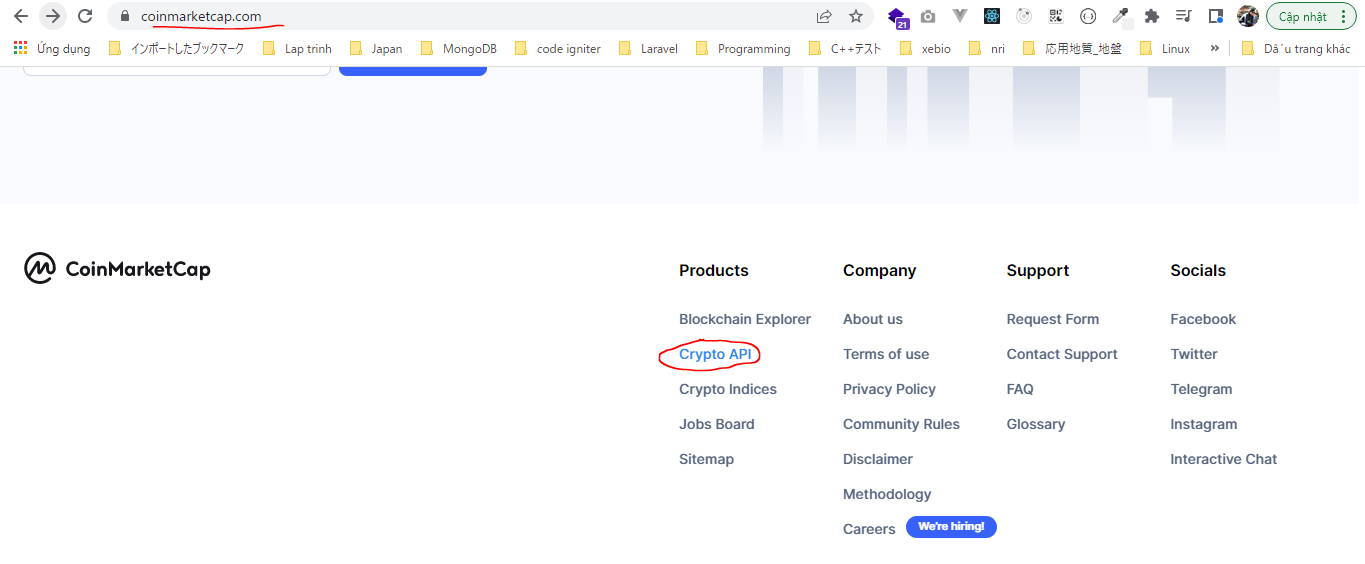 coinmarketcap.com
21
Cập nhật
Ứng dụng インポートしたブックマーク Lap trinh Japan MongoDB code igniter Laravel Programming C++テスト xebio nri 応用地質_地盤 Linux » Dấu trang khác
CoinMarketCap
Products Company Support Socials
Blockchain Explorer About us Request Form Facebook
Crypto API Terms of use Contact Support Twitter
Crypto Indices Privacy Policy FAQ Telegram
Jobs Board Community Rules Glossary Instagram
Sitemap Disclaimer Interactive Chat
Methodology
Careers We're hiring!